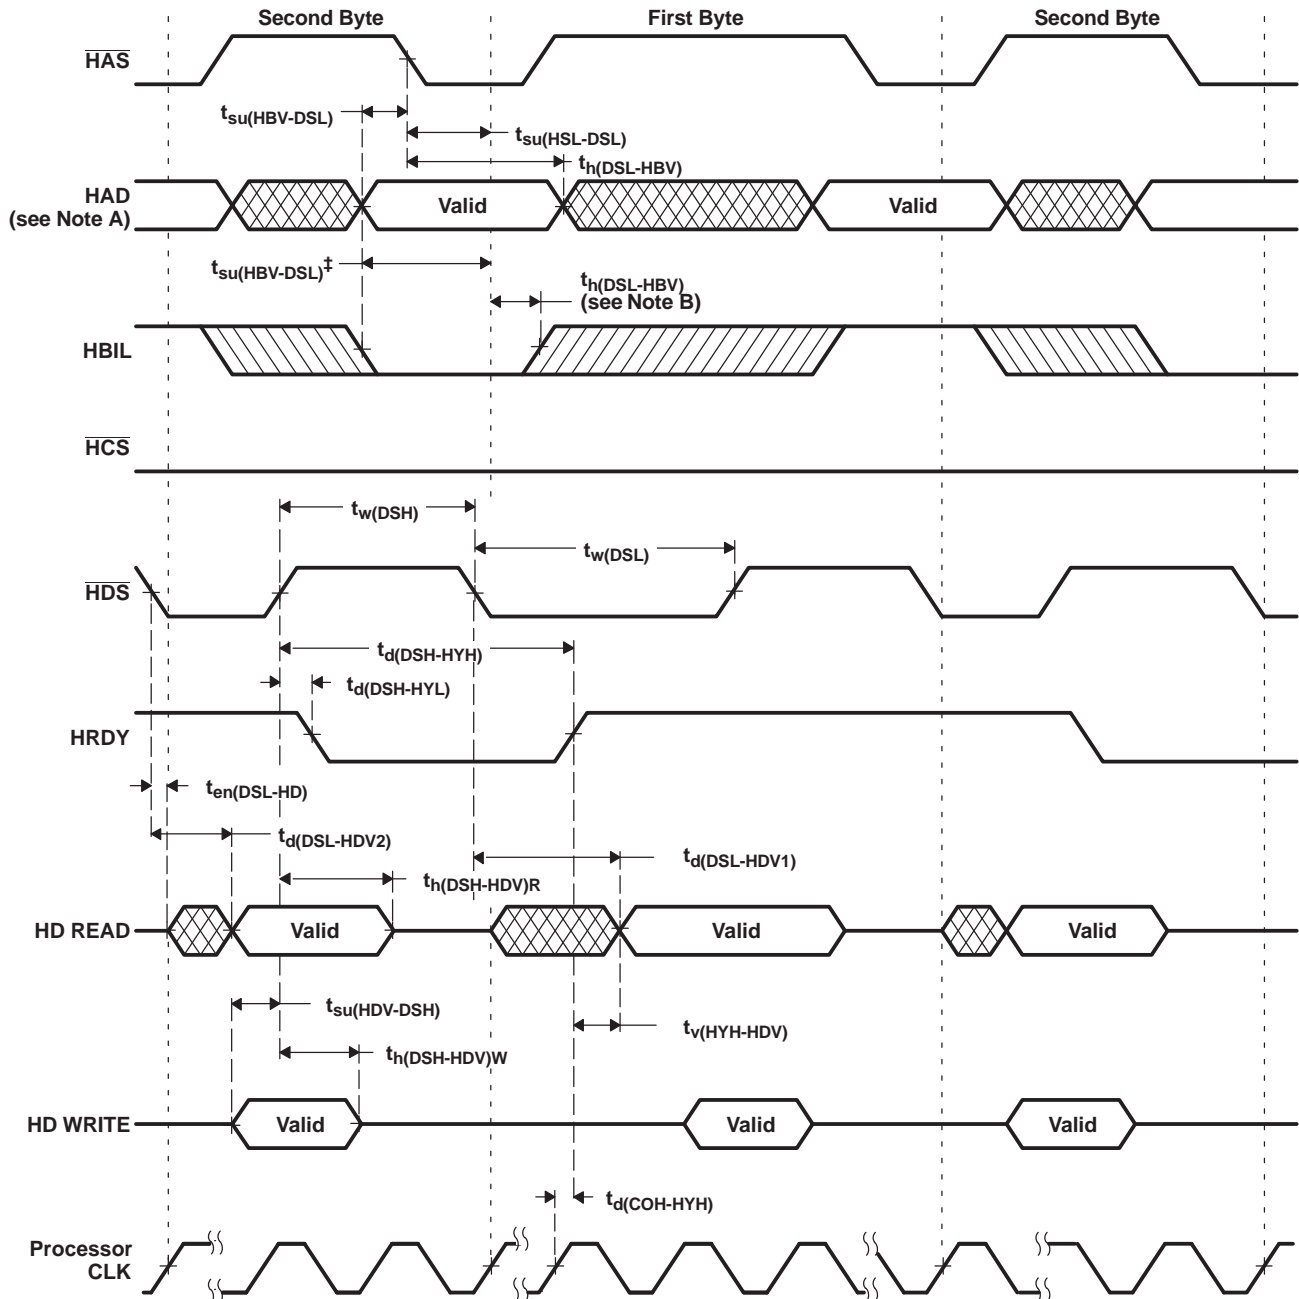 Second Byte First Byte Second Byte
HAS
tsu(HBV-DSL)
tsu(HSL-DSL)
th(DSL-HBV)
HAD
(see Note A)
Valid Valid
tsu(HBV-DSL)‡
th(DSL-HBV)
(see Note B)
HBIL
HCS
tw(DSH)
tw(DSL)
HDS
td(DSH-HYH)
td(DSH-HYL)
HRDY
ten(DSL-HD)
td(DSL-HDV2)
td(DSL-HDV1)
th(DSH-HDV)R
HD READ Valid Valid Valid
tsu(HDV-DSH)
tv(HYH-HDV)
th(DSH-HDV)W
HD WRITE Valid Valid Valid
td(COH-HYH)
Processor
CLK